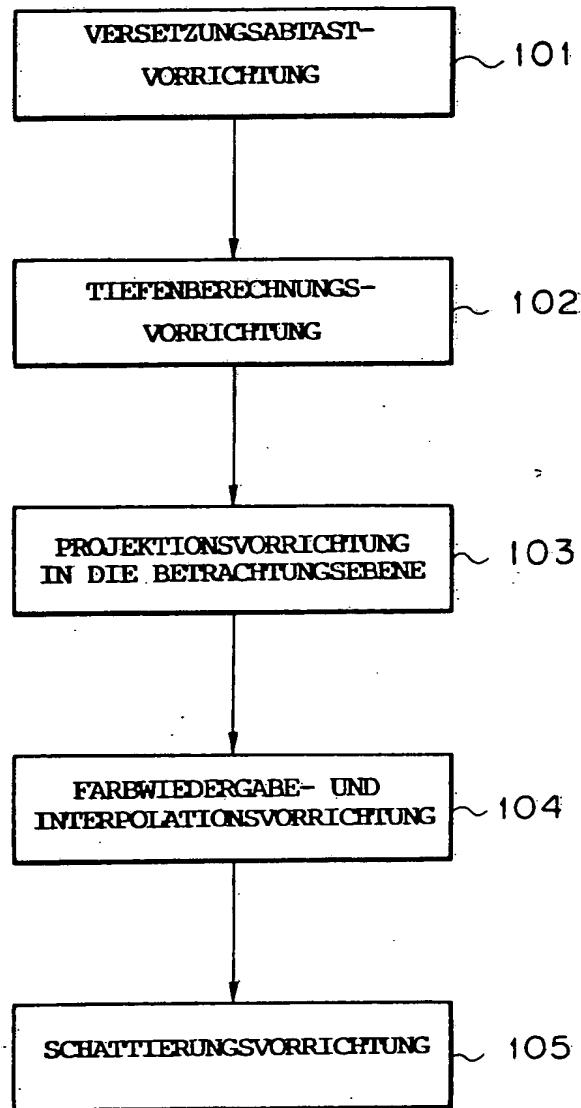 VERSETZUNGSABTAST-
VORRICHTUNG
101
TIEFENBERECHNUNGS-
VORRICHTUNG
102
PROJEKTIONSVORRICHTUNG
IN DIE BETRACHTUNGSEBENE
103
FARBWIEDERGABE- UND
INTERPOLATIONSVORRICHTUNG
104
SCHATTIERUNGSVORRICHTUNG
105